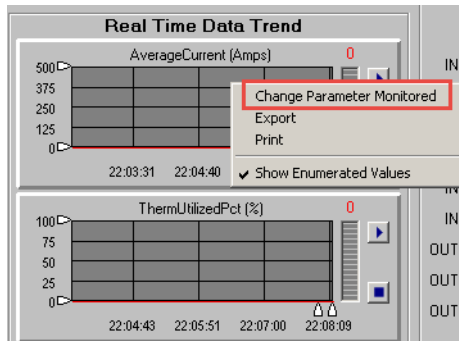 Real Time Data Trend
AverageCurrent (Amps)
0
500
375
250
125
0
22:03:31 22:04:40
Change Parameter Monitored
Export
Print
Show Enumerated Values
ThermUtilizedPct (%)
0
100
75
50
25
0
22:04:43 22:05:51 22:07:00 22:08:09
IN
IN
IN
OUT
OUT
OUT